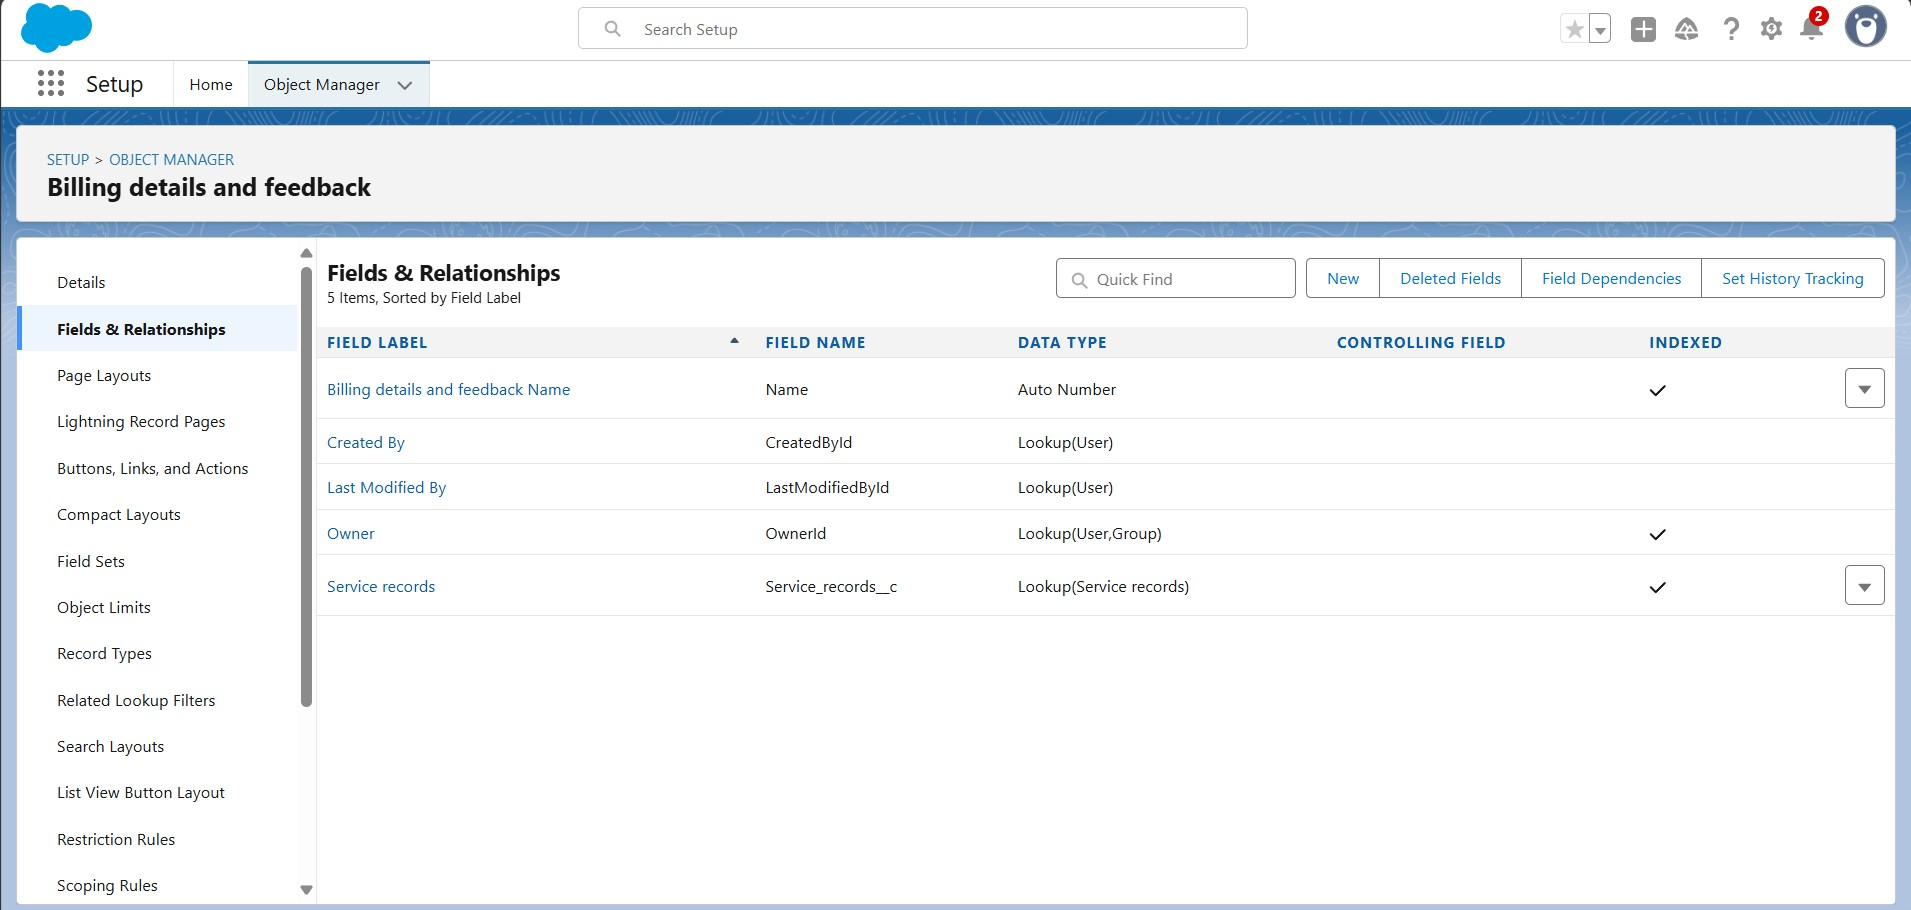 Search Setup
2
Setup
Home
Object Manager
SETUP > OBJECT MANAGER
Billing details and feedback
Details
Fields & Relationships
Page Layouts
Lightning Record Pages
Buttons, Links, and Actions
Compact Layouts
Field Sets
Object Limits
Record Types
Related Lookup Filters
Search Layouts
List View Button Layout
Restriction Rules
Scoping Rules
Fields & Relationships
5 Items, Sorted by Field Label
Quick Find
New
Deleted Fields
Field Dependencies
Set History Tracking
FIELD LABEL FIELD NAME DATA TYPE CONTROLLING FIELD INDEXED
Billing details and feedback Name Name Auto Number
Created By CreatedById Lookup(User)
Last Modified By LastModifiedById Lookup(User)
Owner OwnerId Lookup(User,Group)
Service records Service_records__c Lookup(Service records)